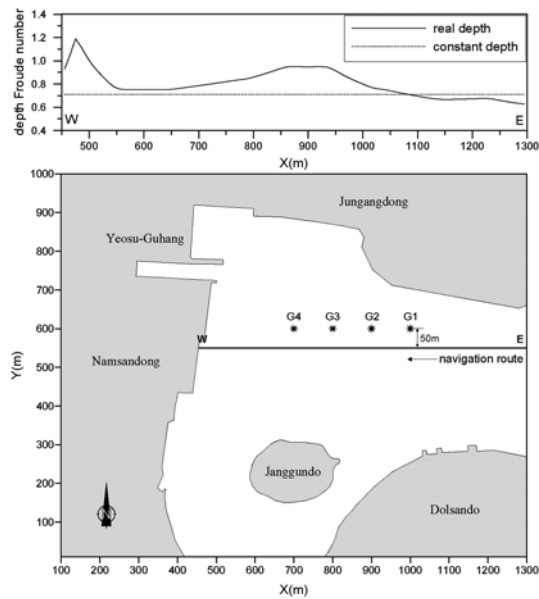 1.4
1.2
1.0
0.8
0.6
0.4
depth Froude number
real depth
constant depth
W
E
500 600 700 800 900 1000 1100 1200 1300
X(m)
1000
900
800
700
600
500
400
300
200
100
Y(m)
Jungangdong
Yeosu-Guhang
G4 G3 G2 G1
50m
W
E
navigation route
Namsandong
Janggundo
Dolsando
N
100 200 300 400 500 600 700 800 900 1000 1100 1200 1300
X(m)